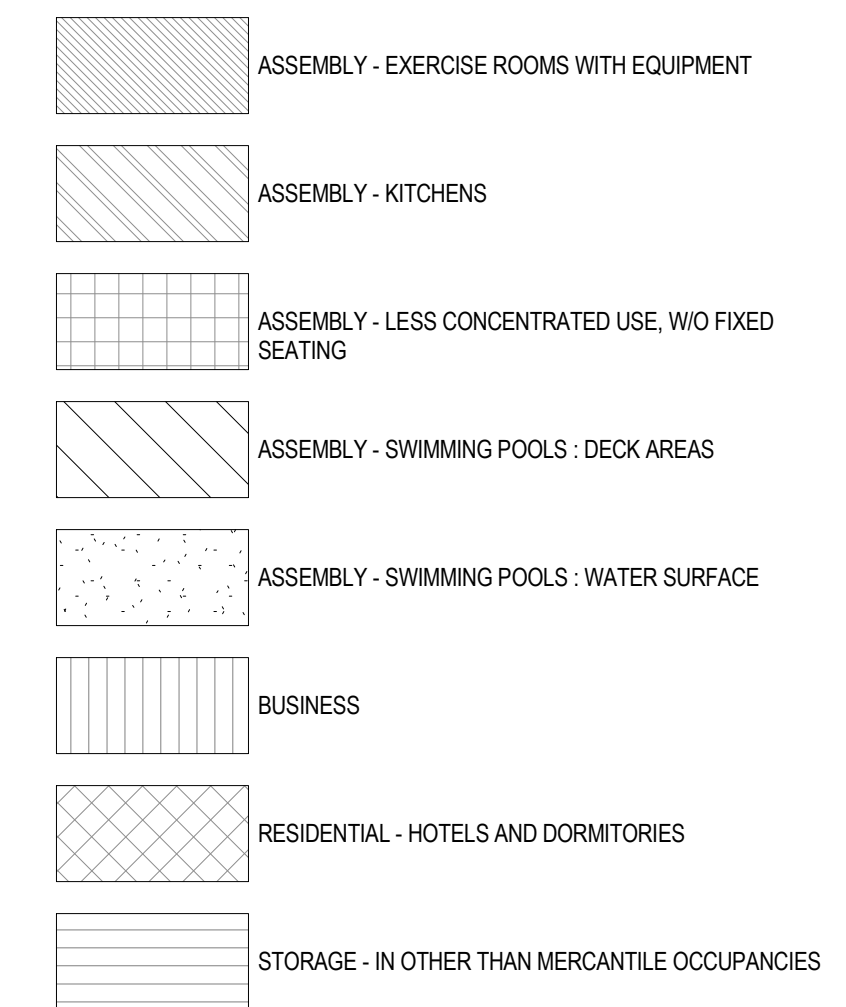 ASSEMBLY - EXERCISE ROOMS WITH EQUIPMENT
ASSEMBLY - KITCHENS
ASSEMBLY - LESS CONCENTRATED USE, W/O FIXED
SEATING
ASSEMBLY - SWIMMING POOLS : DECK AREAS
ASSEMBLY - SWIMMING POOLS : WATER SURFACE
BUSINESS
RESIDENTIAL - HOTELS AND DORMITORIES
STORAGE - IN OTHER THAN MERCANTILE OCCUPANCIES